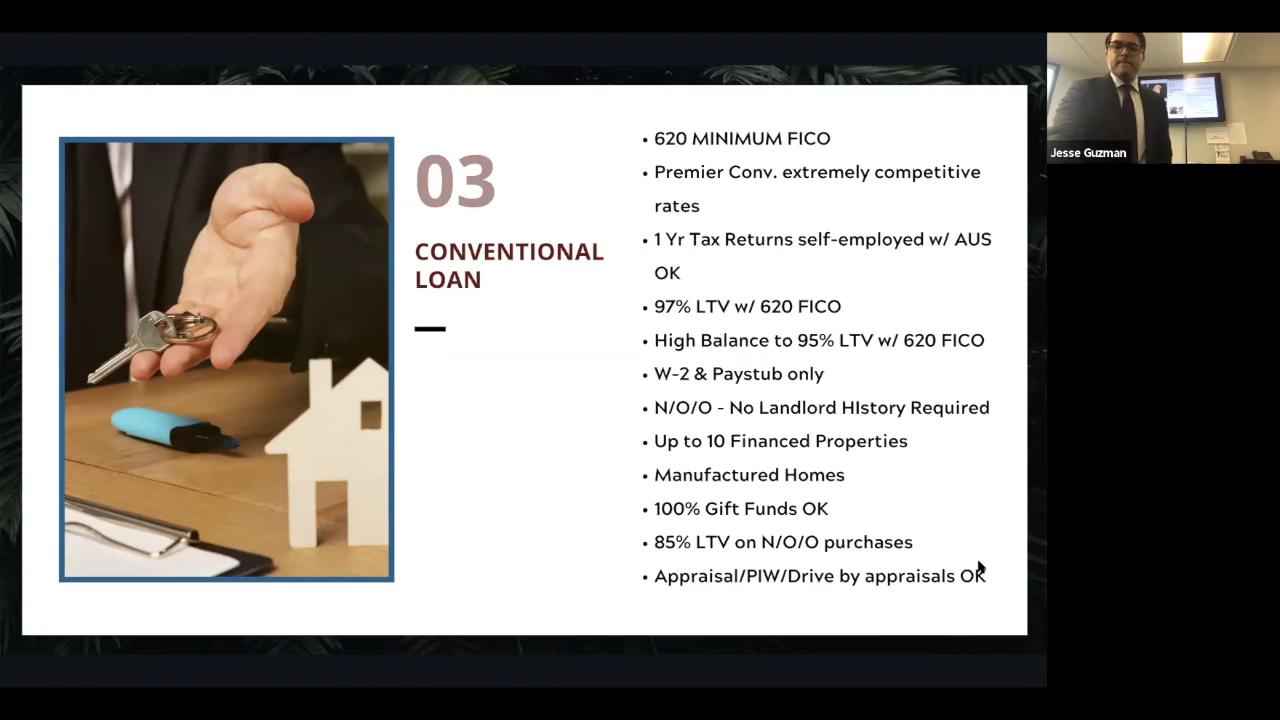 03
CONVENTIONAL
LOAN
• 620 MINIMUM FICO
• Premier Conv. extremely competitive
rates
• 1 Yr Tax Returns self-employed w/ AUS
OK
• 97% LTV w/ 620 FICO
• High Balance to 95% LTV w/ 620 FICO
• W-2 & Paystub only
• N/O/O - No Landlord HIstory Required
• Up to 10 Financed Properties
• Manufactured Homes
• 100% Gift Funds OK
• 85% LTV on N/O/O purchases
• Appraisal/PIW/Drive by appraisals OK
Jesse Guzman